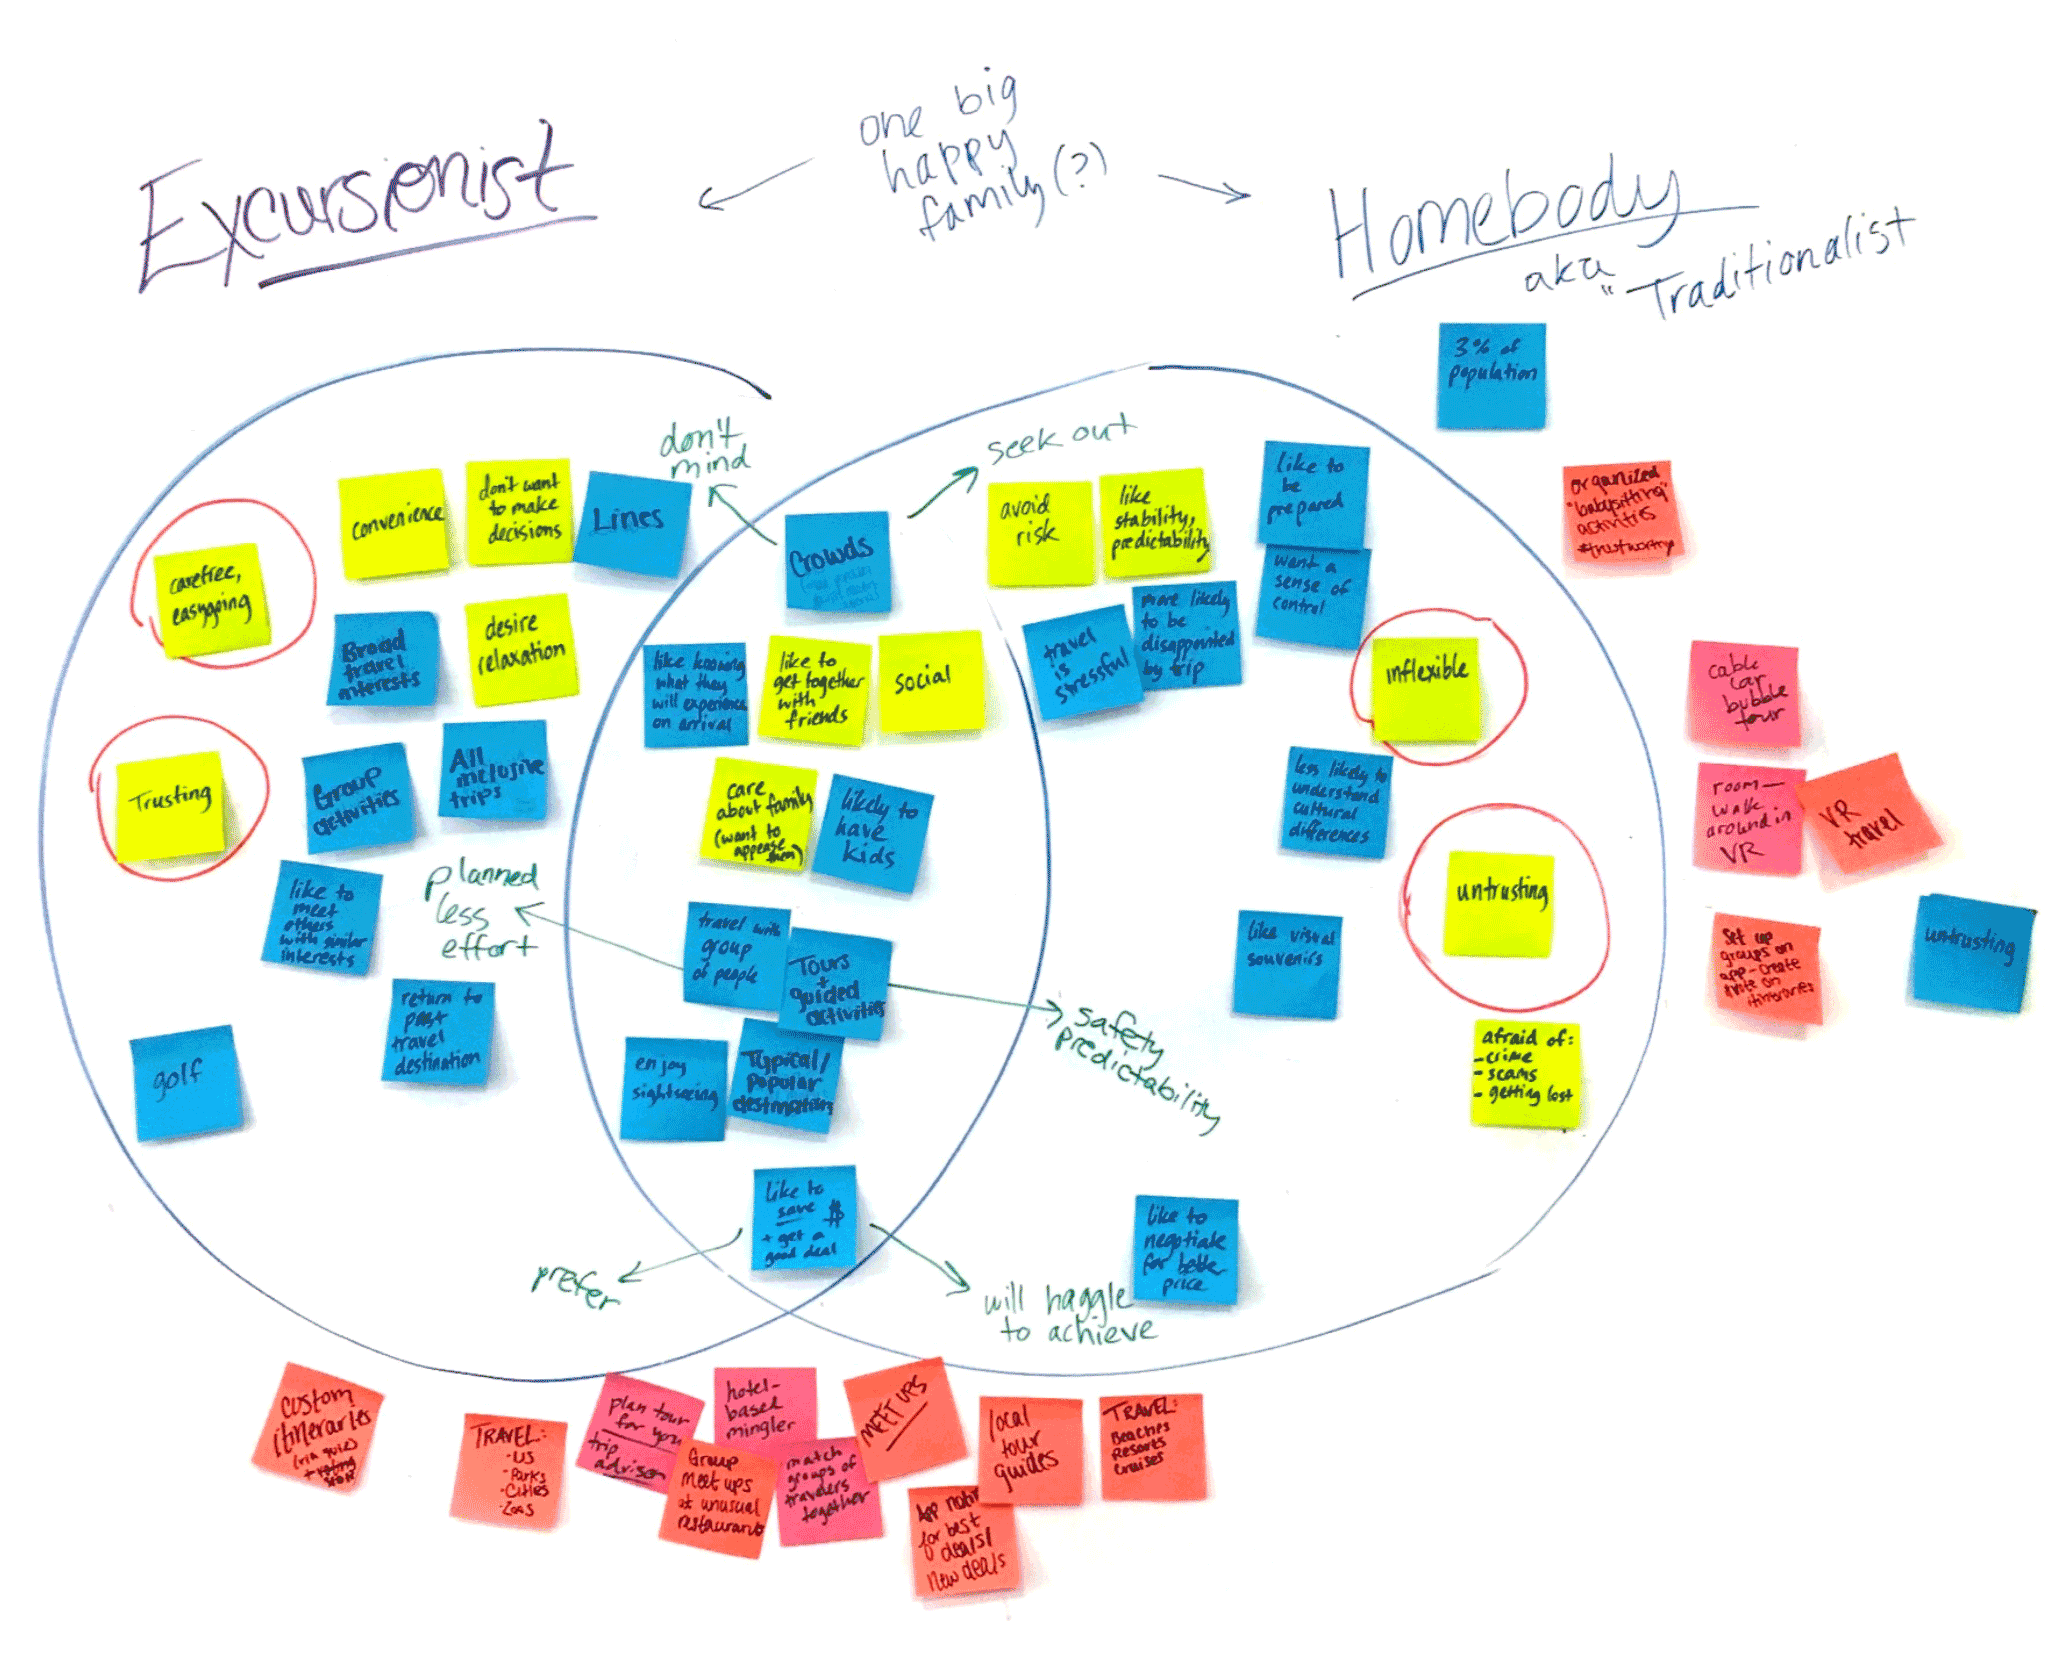 one big
happy
family(?)
Excursionist
Homebody
aka
"Traditionalist
3% of
population
don't
mind
seek out
organized
"babysitting"
activities
#trustworthy
convenience
don't want
to make
decisions
Lines
Crowds
avoid
risk
like
stability,
predictability
like to
be
prepared
want a
sense of
control
carefree,
easygoing
Broad
travel
interests
desire
relaxation
like knowing
what they
will experience
on arrival
like to
get together
with
friends
social
travel
is
stressful
more likely
to be
disappointed
by trip
inflexible
cable
car
bubble
tour
Trusting
Group
activities
All
inclusive
trips
care
about family
(want to
appease
them)
likely to
have
kids
less likely to
understand
cultural
differences
room—
walk
around in
VR
VR
travel
untrusting
like to
meet
others
with similar
interests
planned
less
effort
travel with
group
of people
Tours
+
guided
activities
like visual
souvenirs
safety
predictability
Set up
groups on
app - create
+ vote on
itineraries
untrusting
golf
return to
past
travel
destination
enjoy
sightseeing
Typical/
popular
destinations
afraid of:
- crime
- scams
- getting lost
like to
save $
+ get a
good deal
prefer
will haggle
to achieve
like to
negotiate
for better
price
custom
itineraries
(via quiz
TRAVEL:
- US
- Parks
- Cities
- Zoos
plan tour
for you
trip
advisor
hotel-
based
mingler
Group
meet ups
at unusual
restaurants
match
groups of
travelers
together
MEET UPS
local
tour
guides
TRAVEL:
Beaches
Resorts
Cruises
App notif
for best
deals/
New deals